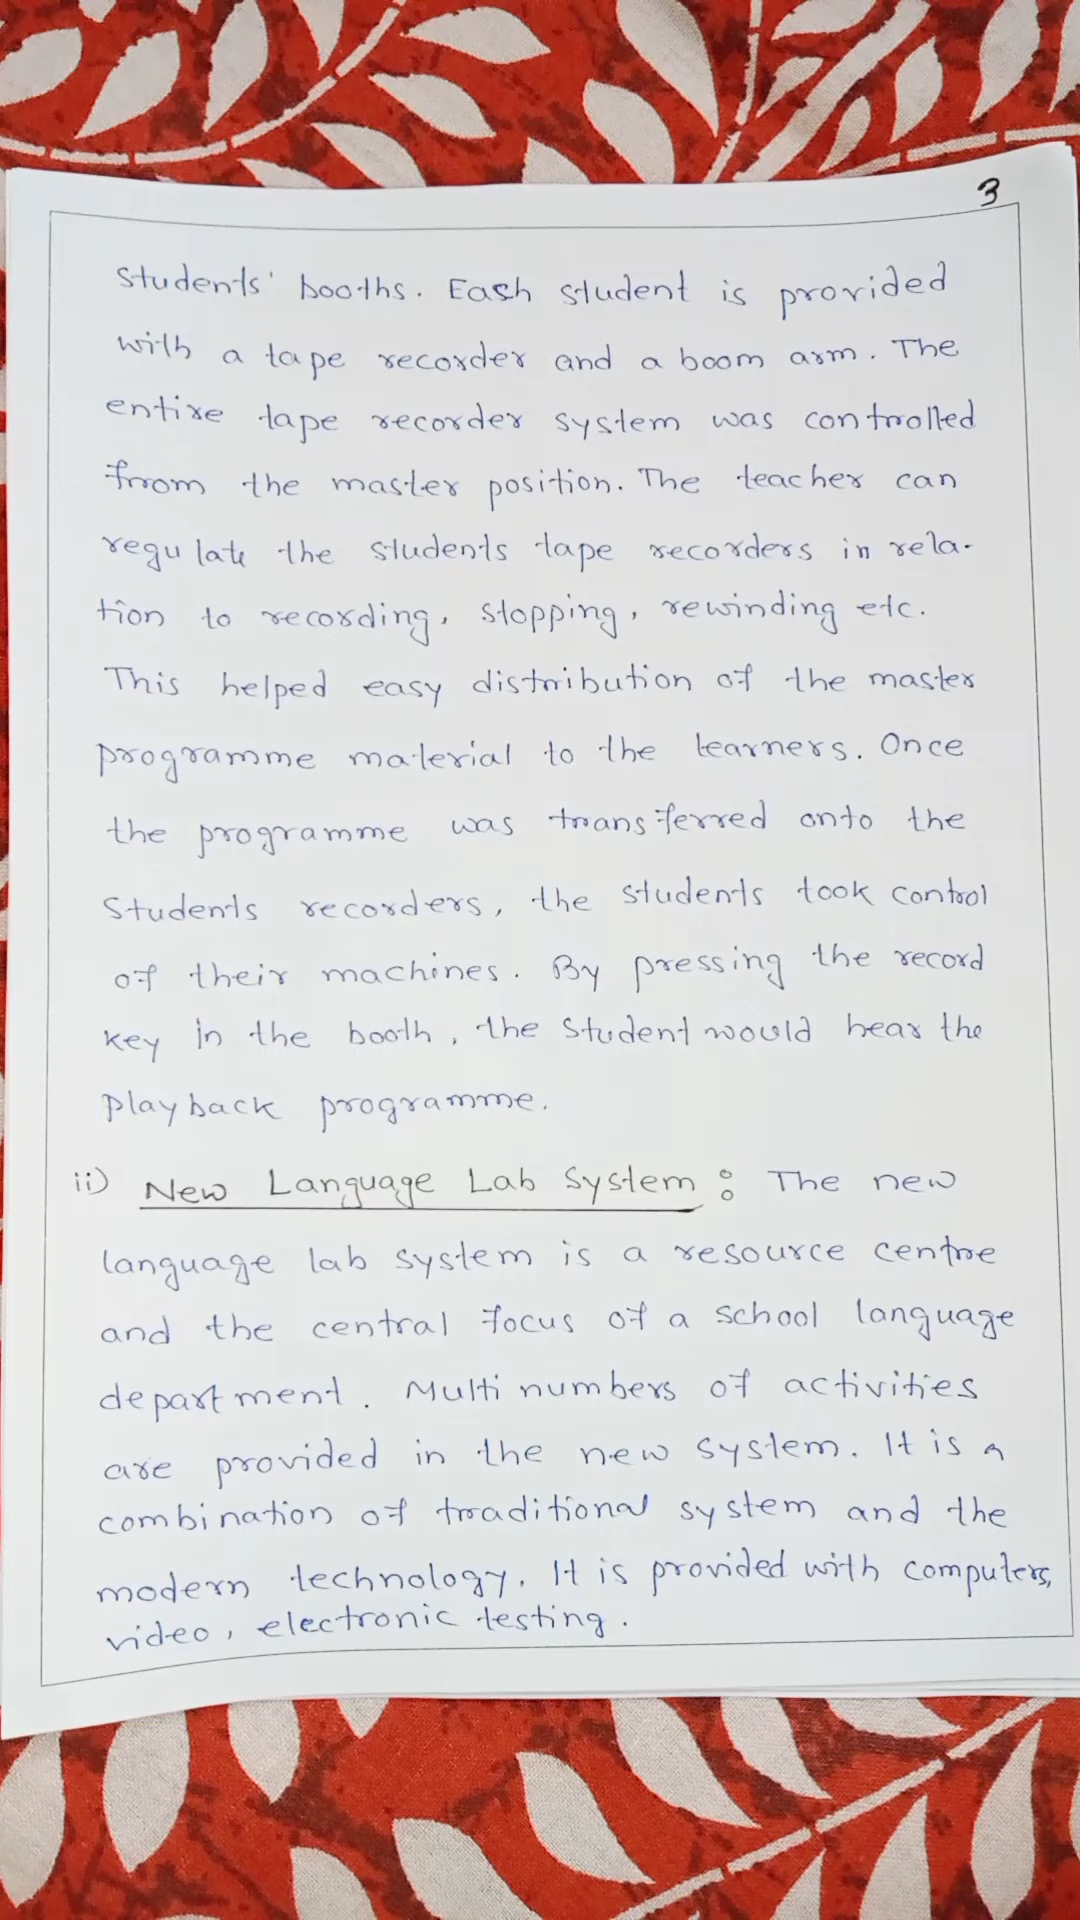 3
students' booths. Each student is provided
with a tape recorder and a boom arm. The
entire tape recorder system was controlled
from the master position. The teacher can
regulate the students tape recorders in rela-
tion to recording, stopping, rewinding etc.
This helped easy distribution of the master
programme material to the learners. Once
the programme was transferred onto the
students recorders, the students took control
of their machines. By pressing the record
key in the booth, the student would hear the
playback programme.
ii) New Language Lab System : The new
language lab system is a resource centre
and the central focus of a school language
department. Multi numbers of activities
are provided in the new system. It is a
combination of traditional system and the
modern technology. It is provided with computers,
video, electronic testing.